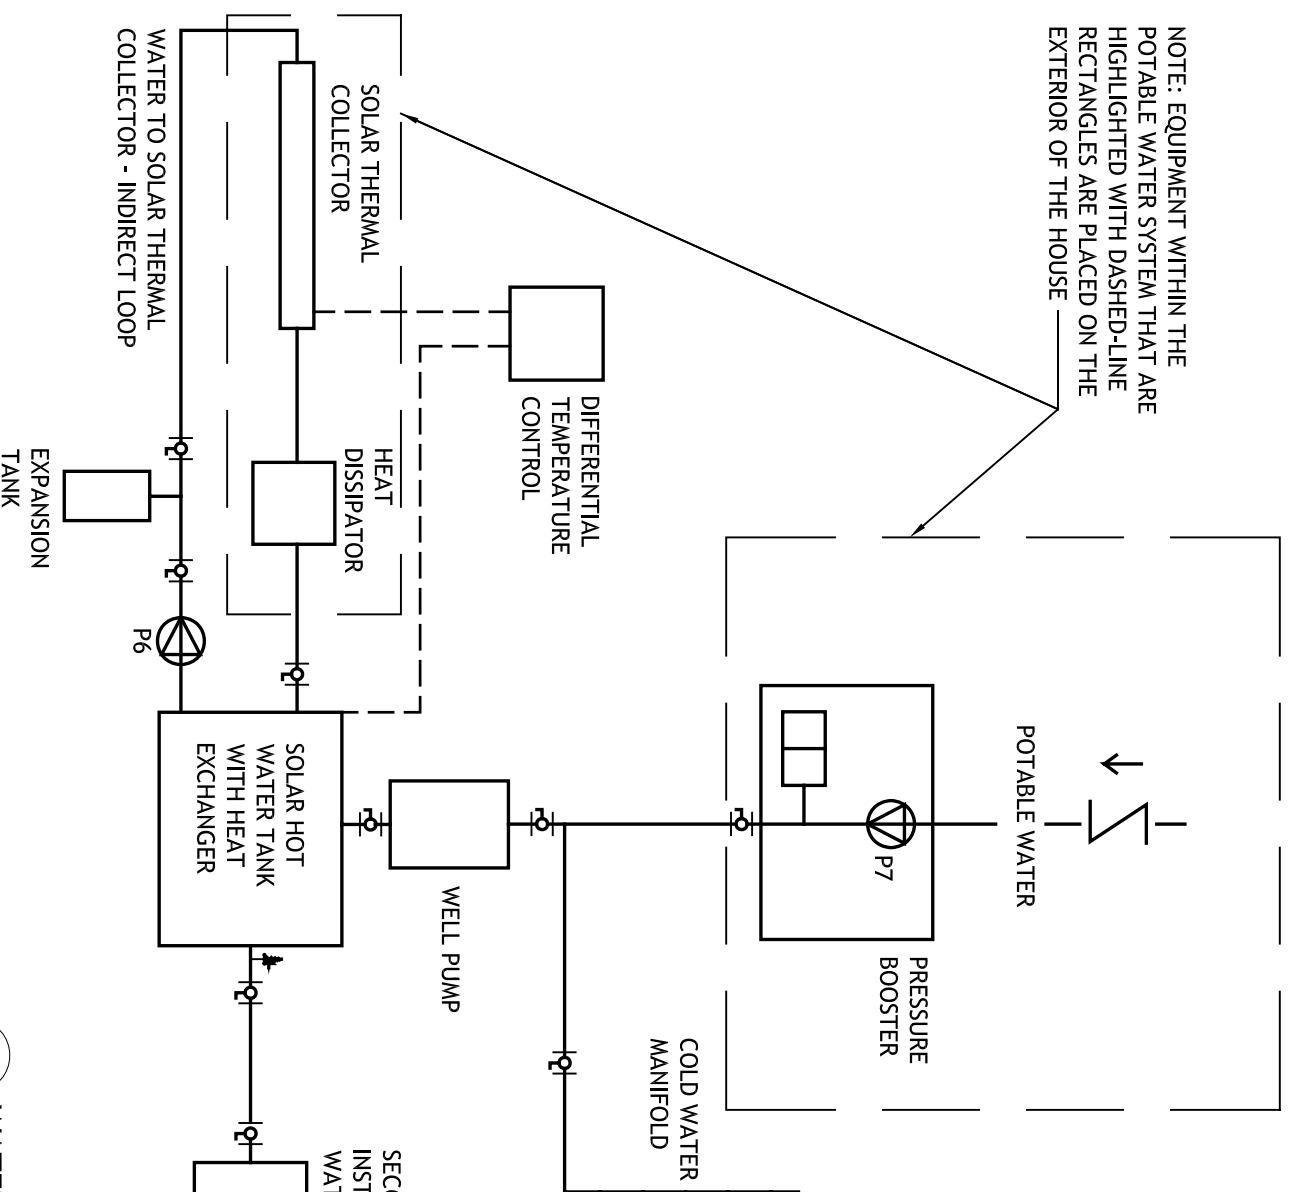 NOTE: EQUIPMENT WITHIN THE
POTABLE WATER SYSTEM THAT ARE
HIGHLIGHTED WITH DASHED-LINE
RECTANGLES ARE PLACED ON THE
EXTERIOR OF THE HOUSE
SOLAR THERMAL
COLLECTOR
WATER TO SOLAR THERMAL
COLLECTOR - INDIRECT LOOP
DIFFERENTIAL
TEMPERATURE
CONTROL
HEAT
DISSIPATOR
EXPANSION
TANK
P6
POTABLE WATER
P7
PRESSURE
BOOSTER
SOLAR HOT
WATER TANK
WITH HEAT
EXCHANGER
WELL PUMP
COLD WATER
MANIFOLD